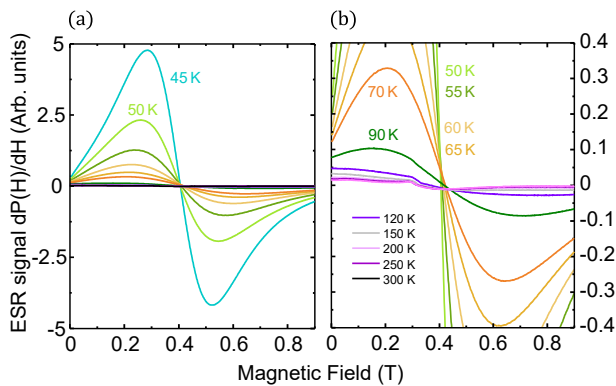 (a)
(b)
ESR signal dP(H)/dH (Arb. units)
5
2.5
0
-2.5
-5
45 K
50 K
0.0
0.2
0.4
0.6
0.8
50 K
55 K
70 K
60 K
65 K
90 K
120 K
150 K
200 K
250 K
300 K
0.4
0.3
0.2
0.1
0
-0.1
-0.2
-0.3
-0.4
0.0
0.2
0.4
0.6
0.8
Magnetic Field (T)